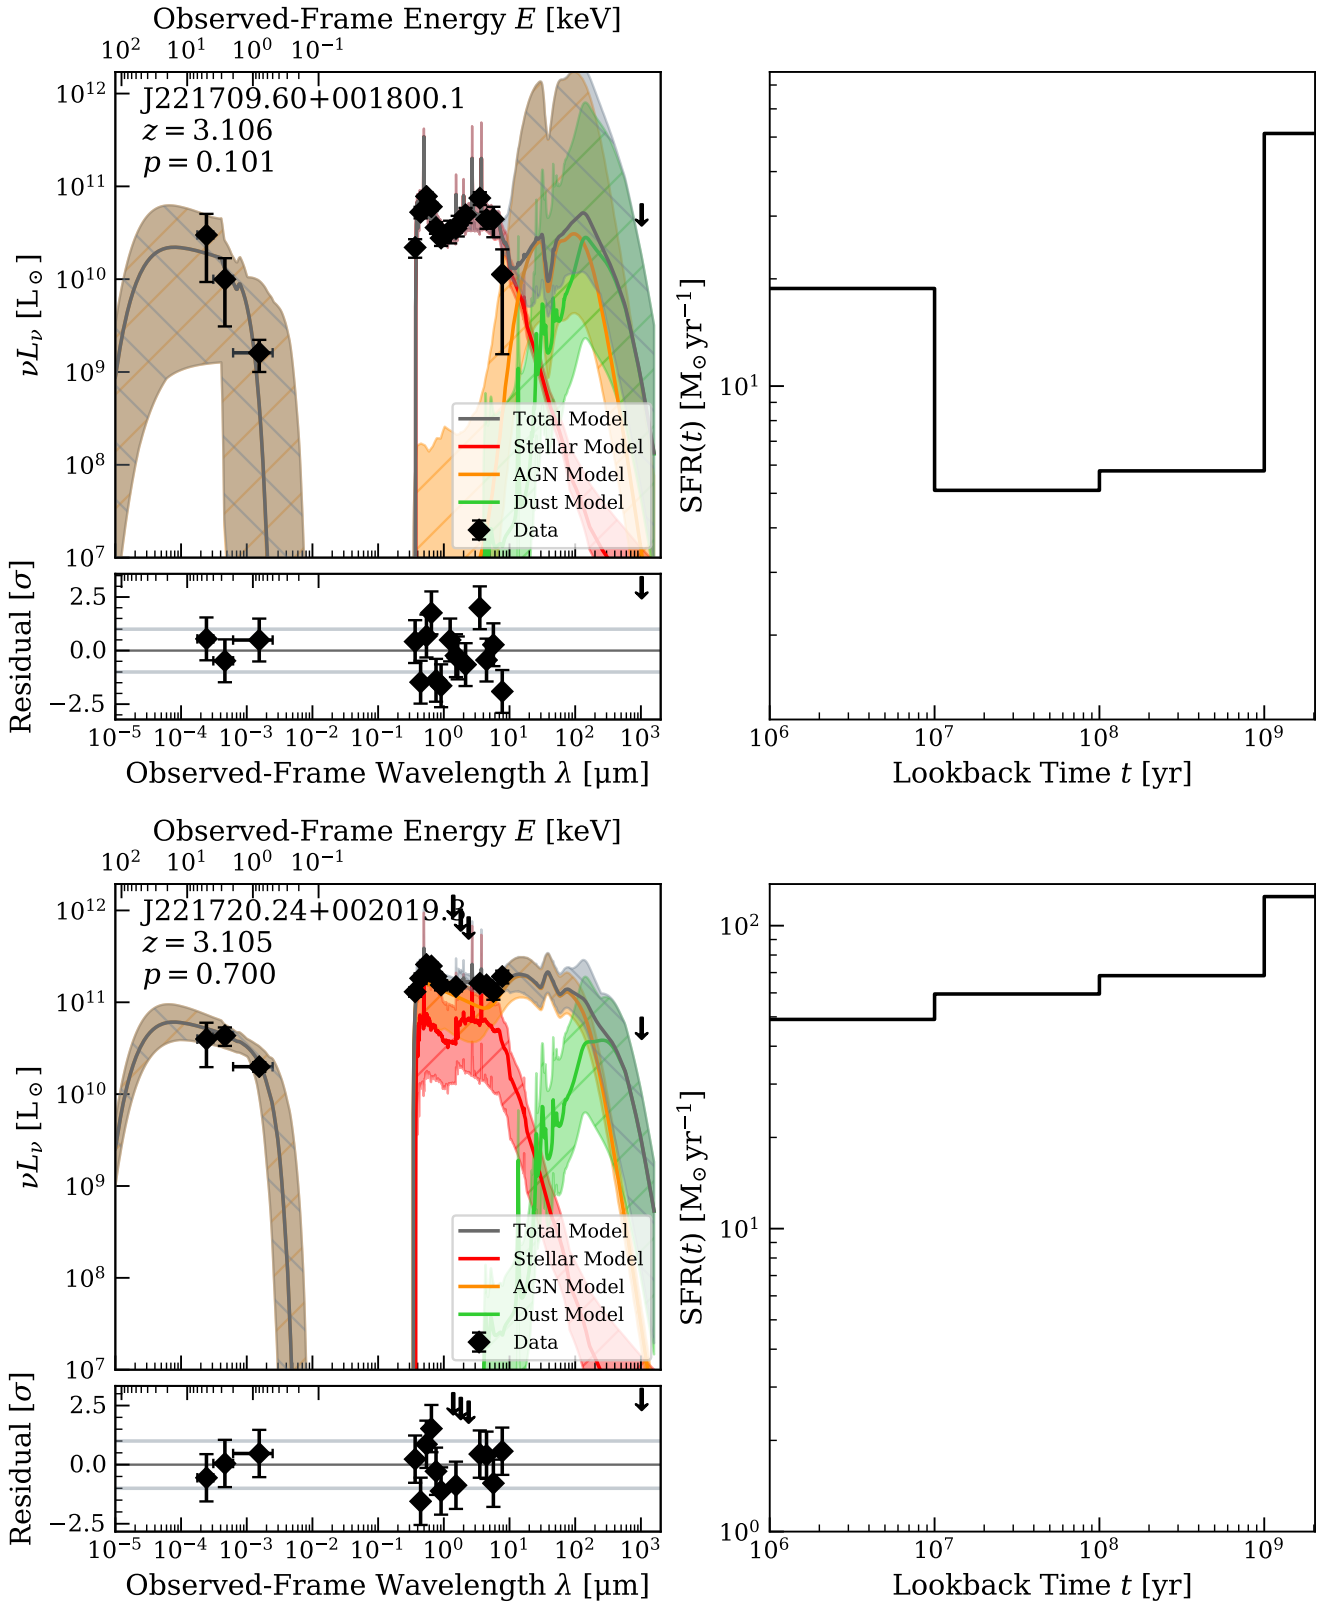 Observed-Frame Energy E [keV]
10² 10¹ 10⁰ 10⁻¹
J221709.60+001800.1
z = 3.106
p = 0.101
νL_ν [L_⊙]
10¹²
10¹¹
10¹⁰
10⁹
10⁸
10⁷
Total Model
Stellar Model
AGN Model
Dust Model
Data
Residual [σ]
2.5
0.0
−2.5
10⁻⁵ 10⁻⁴ 10⁻³ 10⁻² 10⁻¹ 10⁰ 10¹ 10² 10³
Observed-Frame Wavelength λ [µm]
SFR(t) [M_⊙ yr⁻¹]
10¹
10⁶ 10⁷ 10⁸ 10⁹
Lookback Time t [yr]
Observed-Frame Energy E [keV]
10² 10¹ 10⁰ 10⁻¹
J221720.24+002019.3
z = 3.105
p = 0.700
νL_ν [L_⊙]
10¹²
10¹¹
10¹⁰
10⁹
10⁸
10⁷
Total Model
Stellar Model
AGN Model
Dust Model
Data
Residual [σ]
2.5
0.0
−2.5
10⁻⁵ 10⁻⁴ 10⁻³ 10⁻² 10⁻¹ 10⁰ 10¹ 10² 10³
Observed-Frame Wavelength λ [µm]
SFR(t) [M_⊙ yr⁻¹]
10²
10¹
10⁰
10⁶ 10⁷ 10⁸ 10⁹
Lookback Time t [yr]